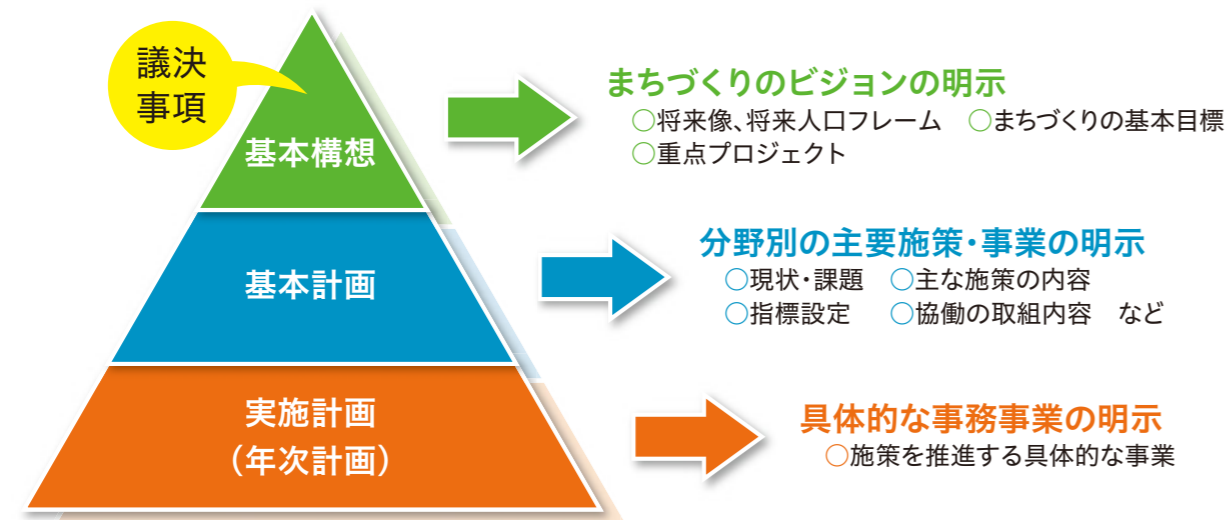 議決
事項
基本構想
まちづくりのビジョンの明示
○将来像、将来人口フレーム　○まちづくりの基本目標
○重点プロジェクト
基本計画
分野別の主要施策・事業の明示
○現状・課題　○主な施策の内容
○指標設定　○協働の取組内容　など
実施計画
（年次計画）
具体的な事務事業の明示
○施策を推進する具体的な事業